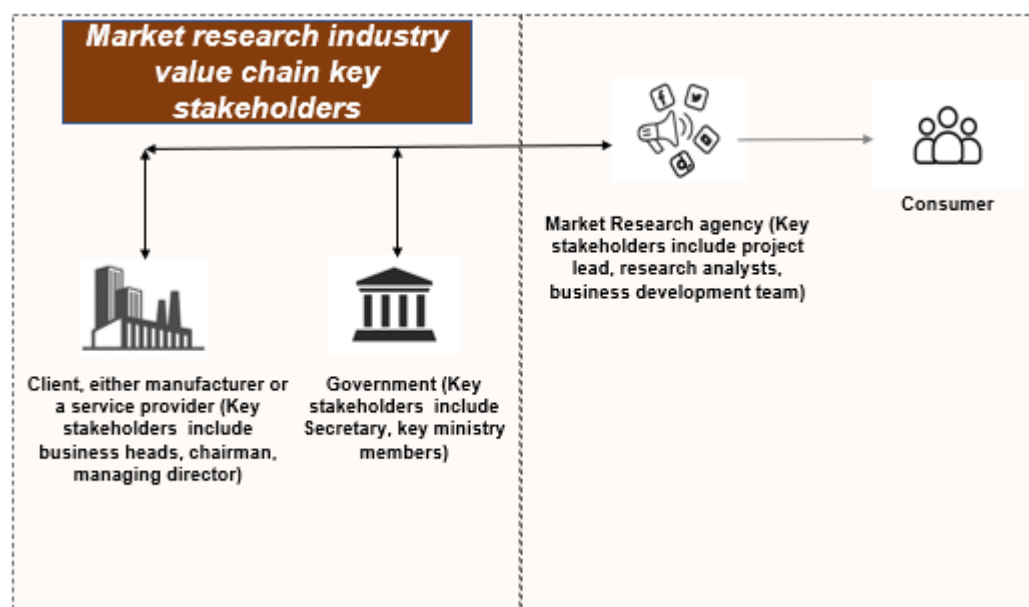 Market research industry
value chain key
stakeholders
Consumer
Market Research agency (Key
stakeholders include project
lead, research analysts,
business development team)
Client, either manufacturer or
a service provider (Key
stakeholders include
business heads, chairman,
managing director)
Government (Key
stakeholders include
Secretary, key ministry
members)